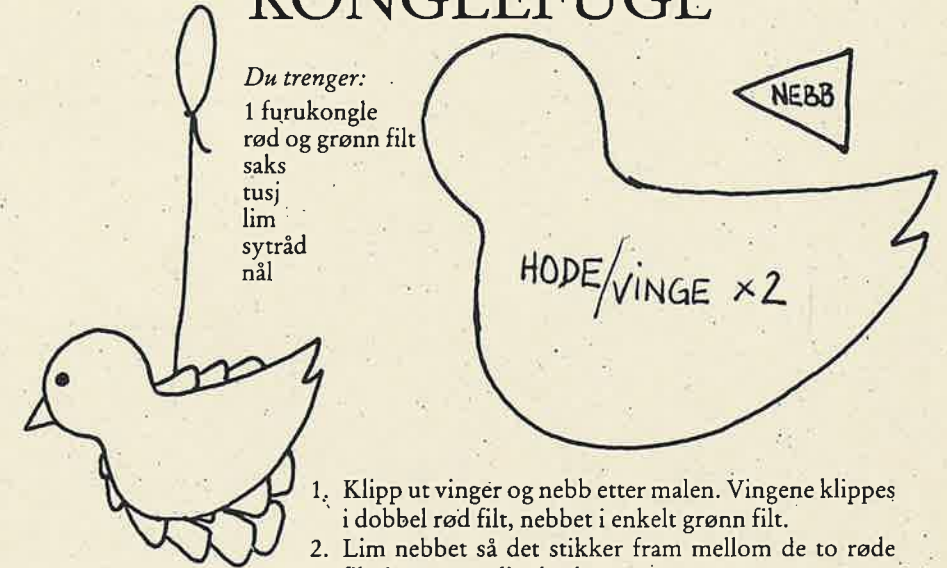 KONGLEFUGL
Du trenger:
1 furukongle
rød og grønn filt
saks
tusj
lim
sytråd
nål
NEBB
HODE/VINGE x2
1. Klipp ut vinger og nebb etter malen. Vingene klippes
i dobbel rød filt, nebbet i enkelt grønn filt.
2. Lim nebbet så det stikker fram mellom de to røde